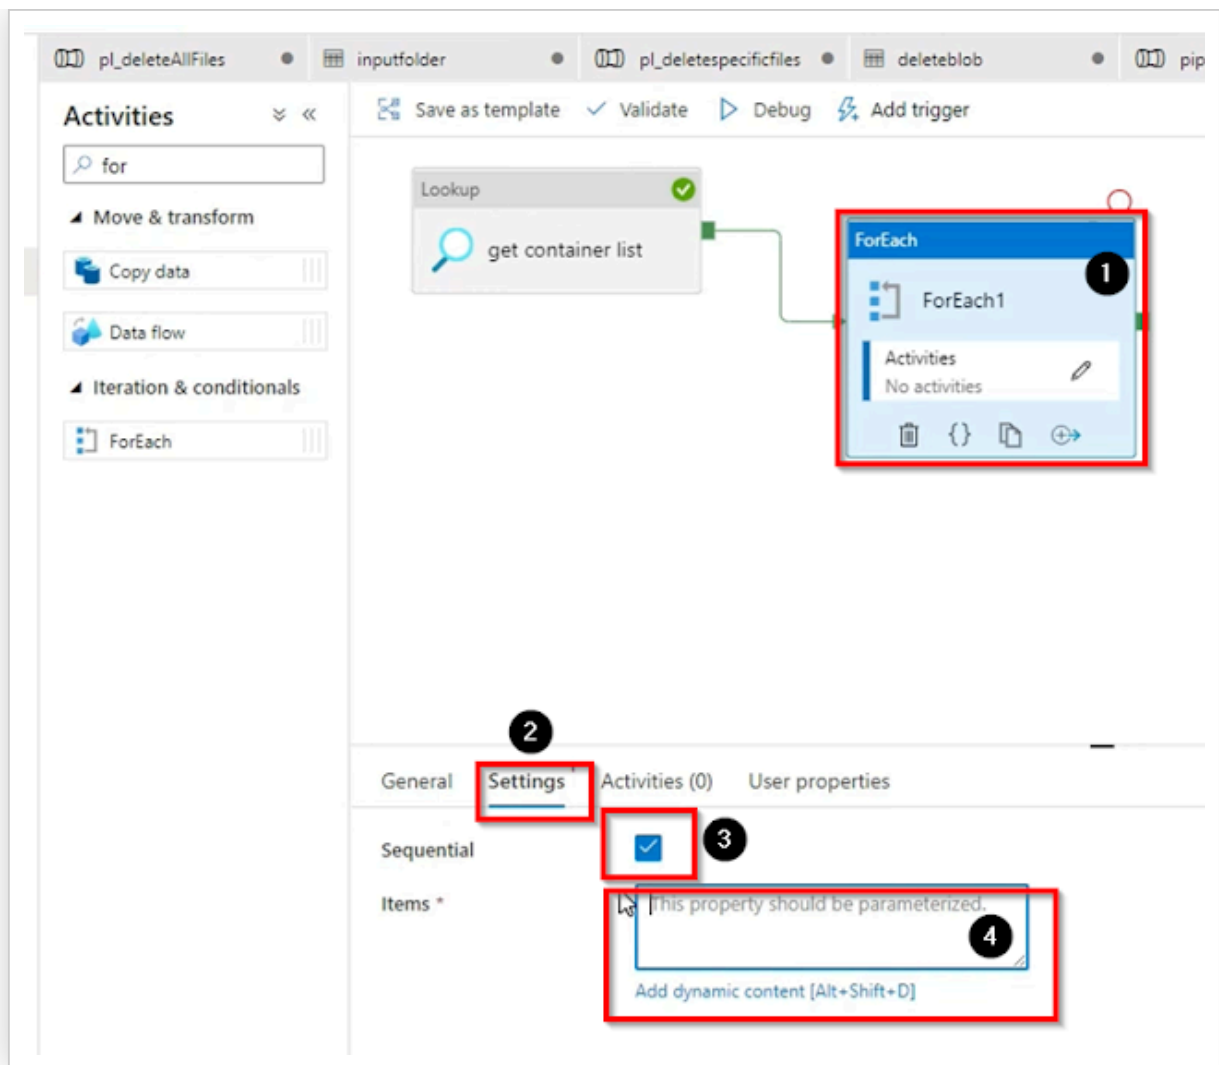 pl_deleteAllFiles
inputfolder
pl_deletespecificfiles
deleteblob
pip
Activities
Save as template
Validate
Debug
Add trigger
for
Move & transform
Copy data
Data flow
Iteration & conditionals
ForEach
Lookup
get container list
ForEach
1
ForEach1
Activities
No activities
{}
2
General
Settings
Activities (0)
User properties
Sequential
3
Items *
This property should be parameterized.
4
Add dynamic content [Alt+Shift+D]